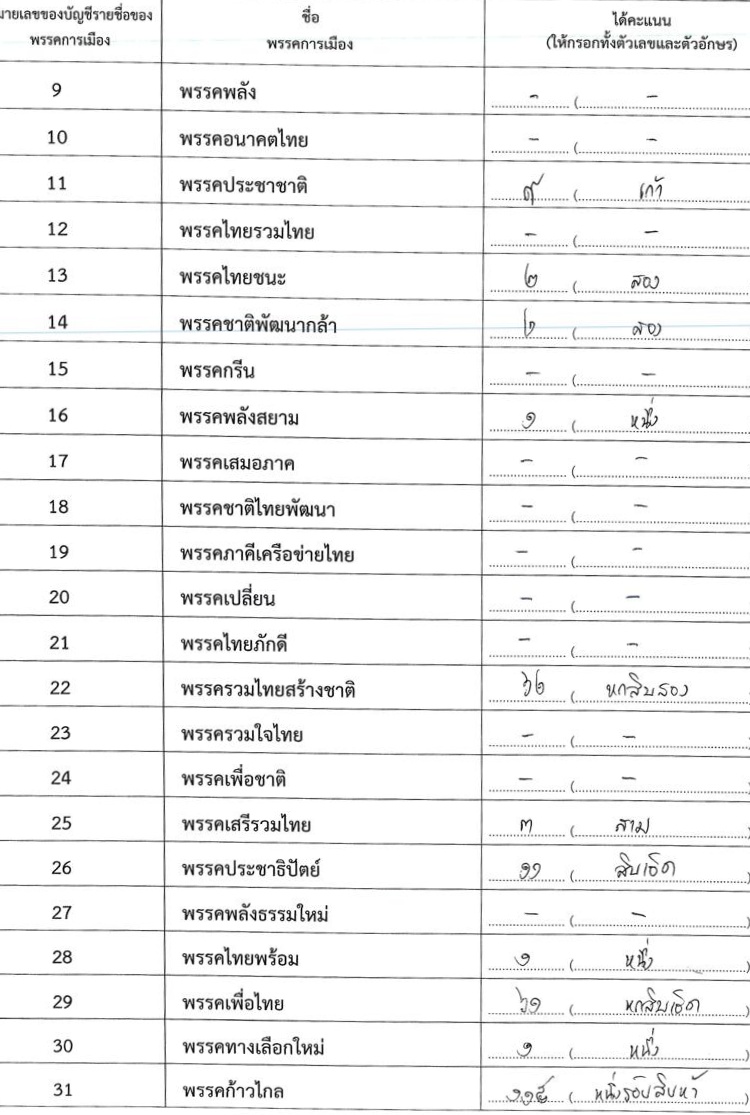 มายเลขของบัญชีรายชื่อของ พรรคการเมือง ชื่อ พรรคการเมือง ได้คะแนน (ให้กรอกทั้งตัวเลขและตัวอักษร)
9 พรรคพลัง - ( -
10 พรรคอนาคตไทย - ( -
11 พรรคประชาชาติ ๙ ( เก้า
12 พรรคไทยรวมไทย - ( -
13 พรรคไทยชนะ ๒ ( สอง
14 พรรคชาติพัฒนากล้า ๒ ( สอง
15 พรรคกรีน - ( -
16 พรรคพลังสยาม ๑ ( หนึ่ง
17 พรรคเสมอภาค - ( -
18 พรรคชาติไทยพัฒนา - ( -
19 พรรคภาคีเครือข่ายไทย - ( -
20 พรรคเปลี่ยน - ( -
21 พรรคไทยภักดี - ( -
22 พรรครวมไทยสร้างชาติ ๖๒ ( หกสิบสอง
23 พรรครวมใจไทย - ( -
24 พรรคเพื่อชาติ - ( -
25 พรรคเสรีรวมไทย ๓ ( สาม
26 พรรคประชาธิปัตย์ ๑๑ ( สิบเอ็ด
27 พรรคพลังธรรมใหม่ - ( - )
28 พรรคไทยพร้อม ๑ ( หนึ่ง )
29 พรรคเพื่อไทย ๖๑ ( หกสิบเอ็ด )
30 พรรคทางเลือกใหม่ ๑ ( หนึ่ง )
31 พรรคก้าวไกล ๑๑๕ ( หนึ่งร้อยสิบห้า )